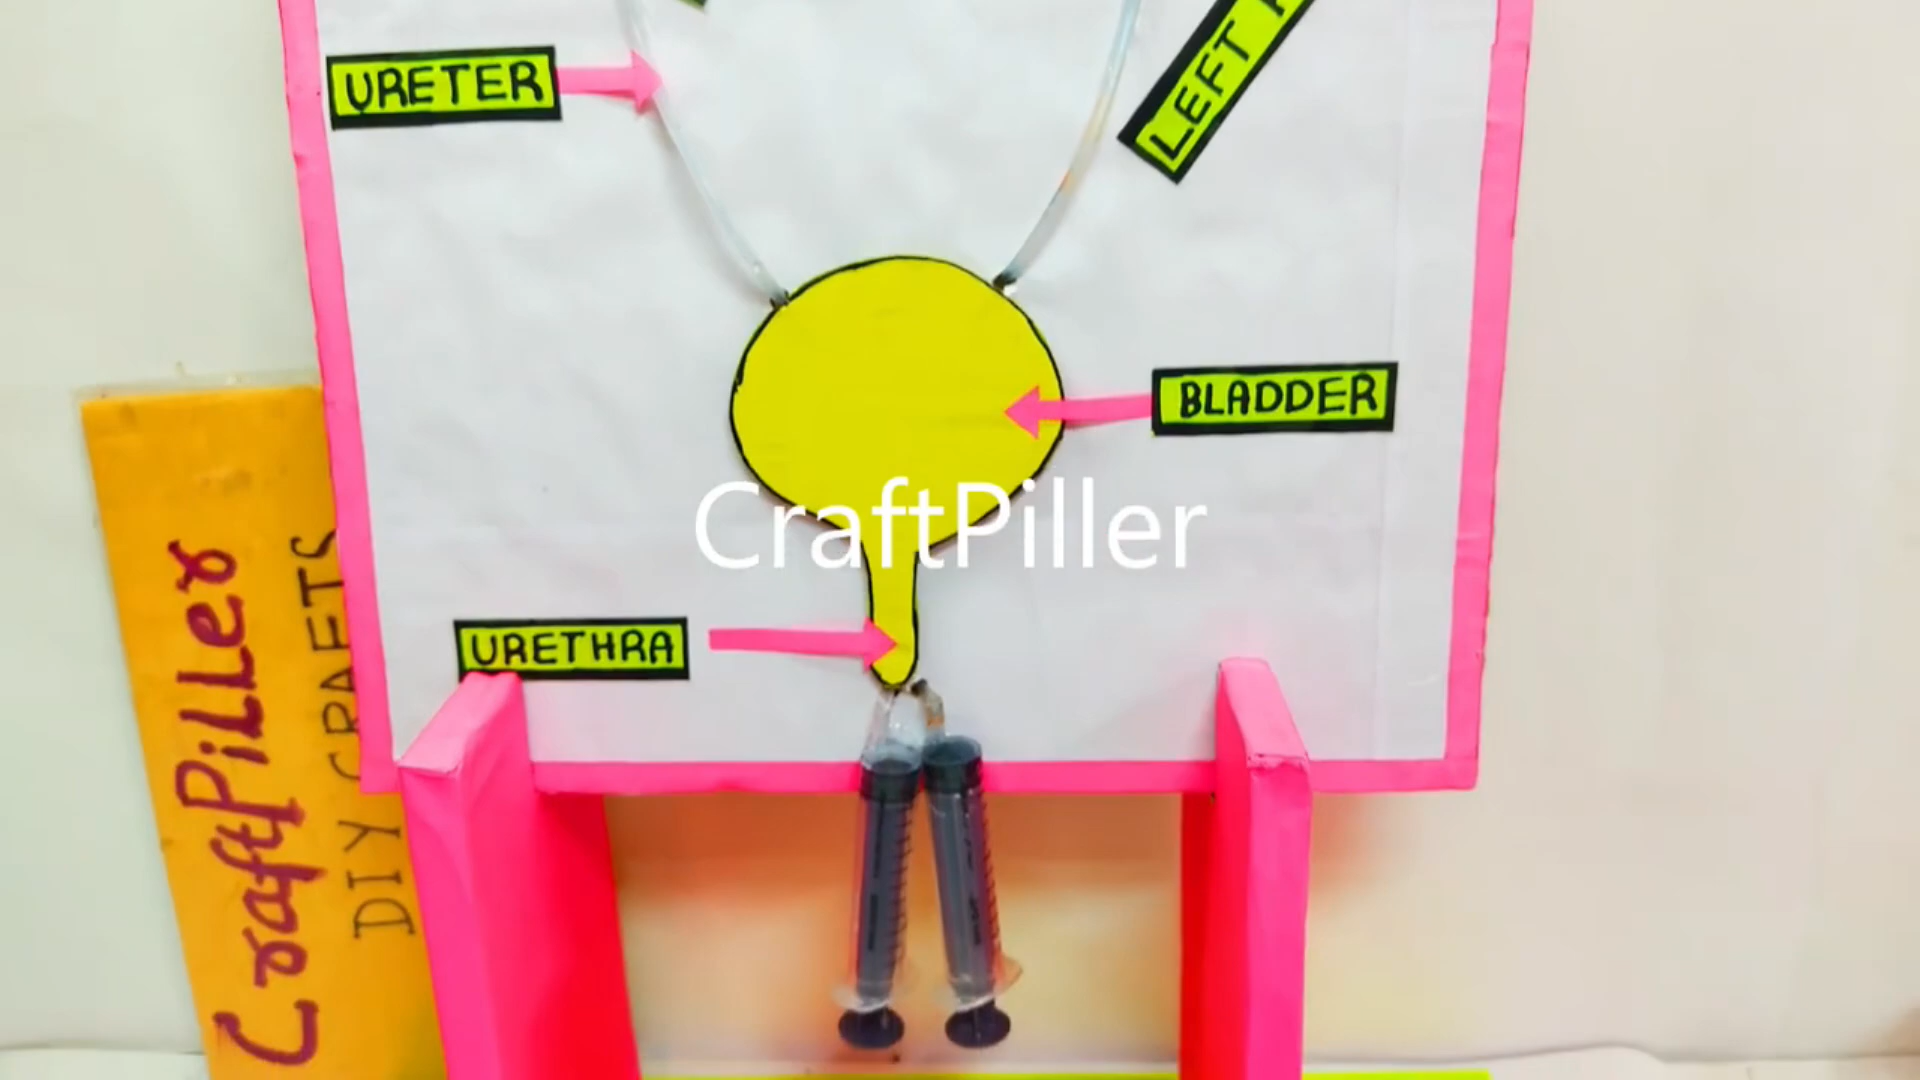 URETER
LEFT
BLADDER
CraftPiller
URETHRA
CraftPiller
DIY CRAFTS